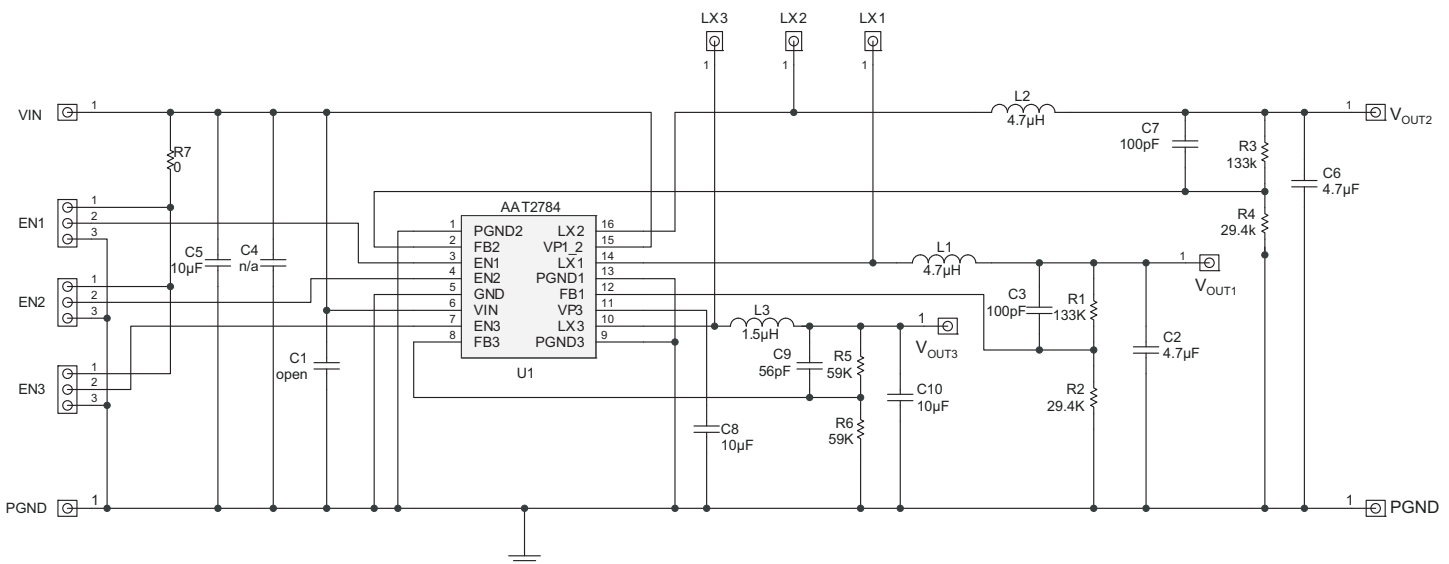 LX3 LX2 LX1
1 1 1
VIN 1
L2
4.7µH
1 V_OUT2
C7
100pF
R3
133k
R7
0
C6
4.7µF
EN1
1
2
3
AAT2784
R4
29.4k
C5
10µF
C4
n/a
1 PGND2 LX2 16
2 FB2 VP1_2 15
3 EN1 LX1 14
4 EN2 PGND1 13
5 GND FB1 12
6 VIN VP3 11
7 EN3 LX3 10
8 FB3 PGND3 9
U1
L1
4.7µH
1
V_OUT1
EN2
1
2
3
C3
100pF
R1
133K
L3
1.5µH
1
V_OUT3
C2
4.7µF
C1
open
C9
56pF
R5
59K
EN3
1
2
3
C10
10µF
R2
29.4K
C8
10µF
R6
59K
PGND 1
1 PGND